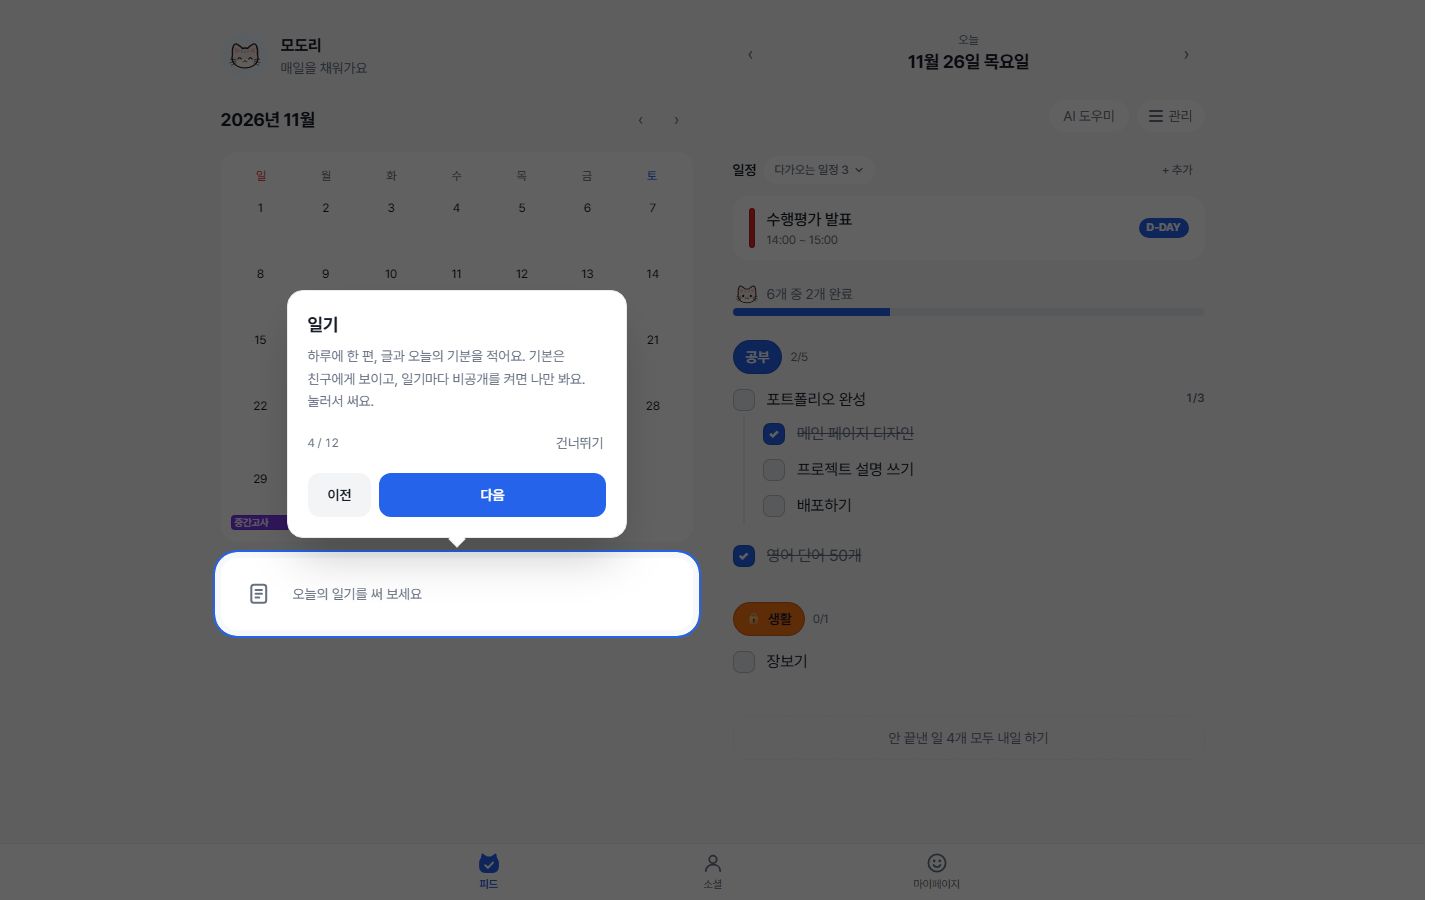 모도리
매일을 채워가요
2026년 11월
‹ ›
일 월 화 수 목 금 토
1 2 3 4 5 6 7
8 9 10 11 12 13 14
15 21
22 28
29
중간고사
일기
하루에 한 편, 글과 오늘의 기분을 적어요. 기본은
친구에게 보이고, 일기마다 비공개를 켜면 나만 봐요.
눌러서 써요.
4 / 12 건너뛰기
이전 다음
오늘의 일기를 써 보세요
오늘
‹ 11월 26일 목요일 ›
AI 도우미 관리
일정 다가오는 일정 3 + 추가
수행평가 발표
14:00 – 15:00
D-DAY
6개 중 2개 완료
공부 2/5
포트폴리오 완성 1/3
메인 페이지 디자인
프로젝트 설명 쓰기
배포하기
영어 단어 50개
생활 0/1
장보기
안 끝낸 일 4개 모두 내일 하기
피드 소셜 마이페이지